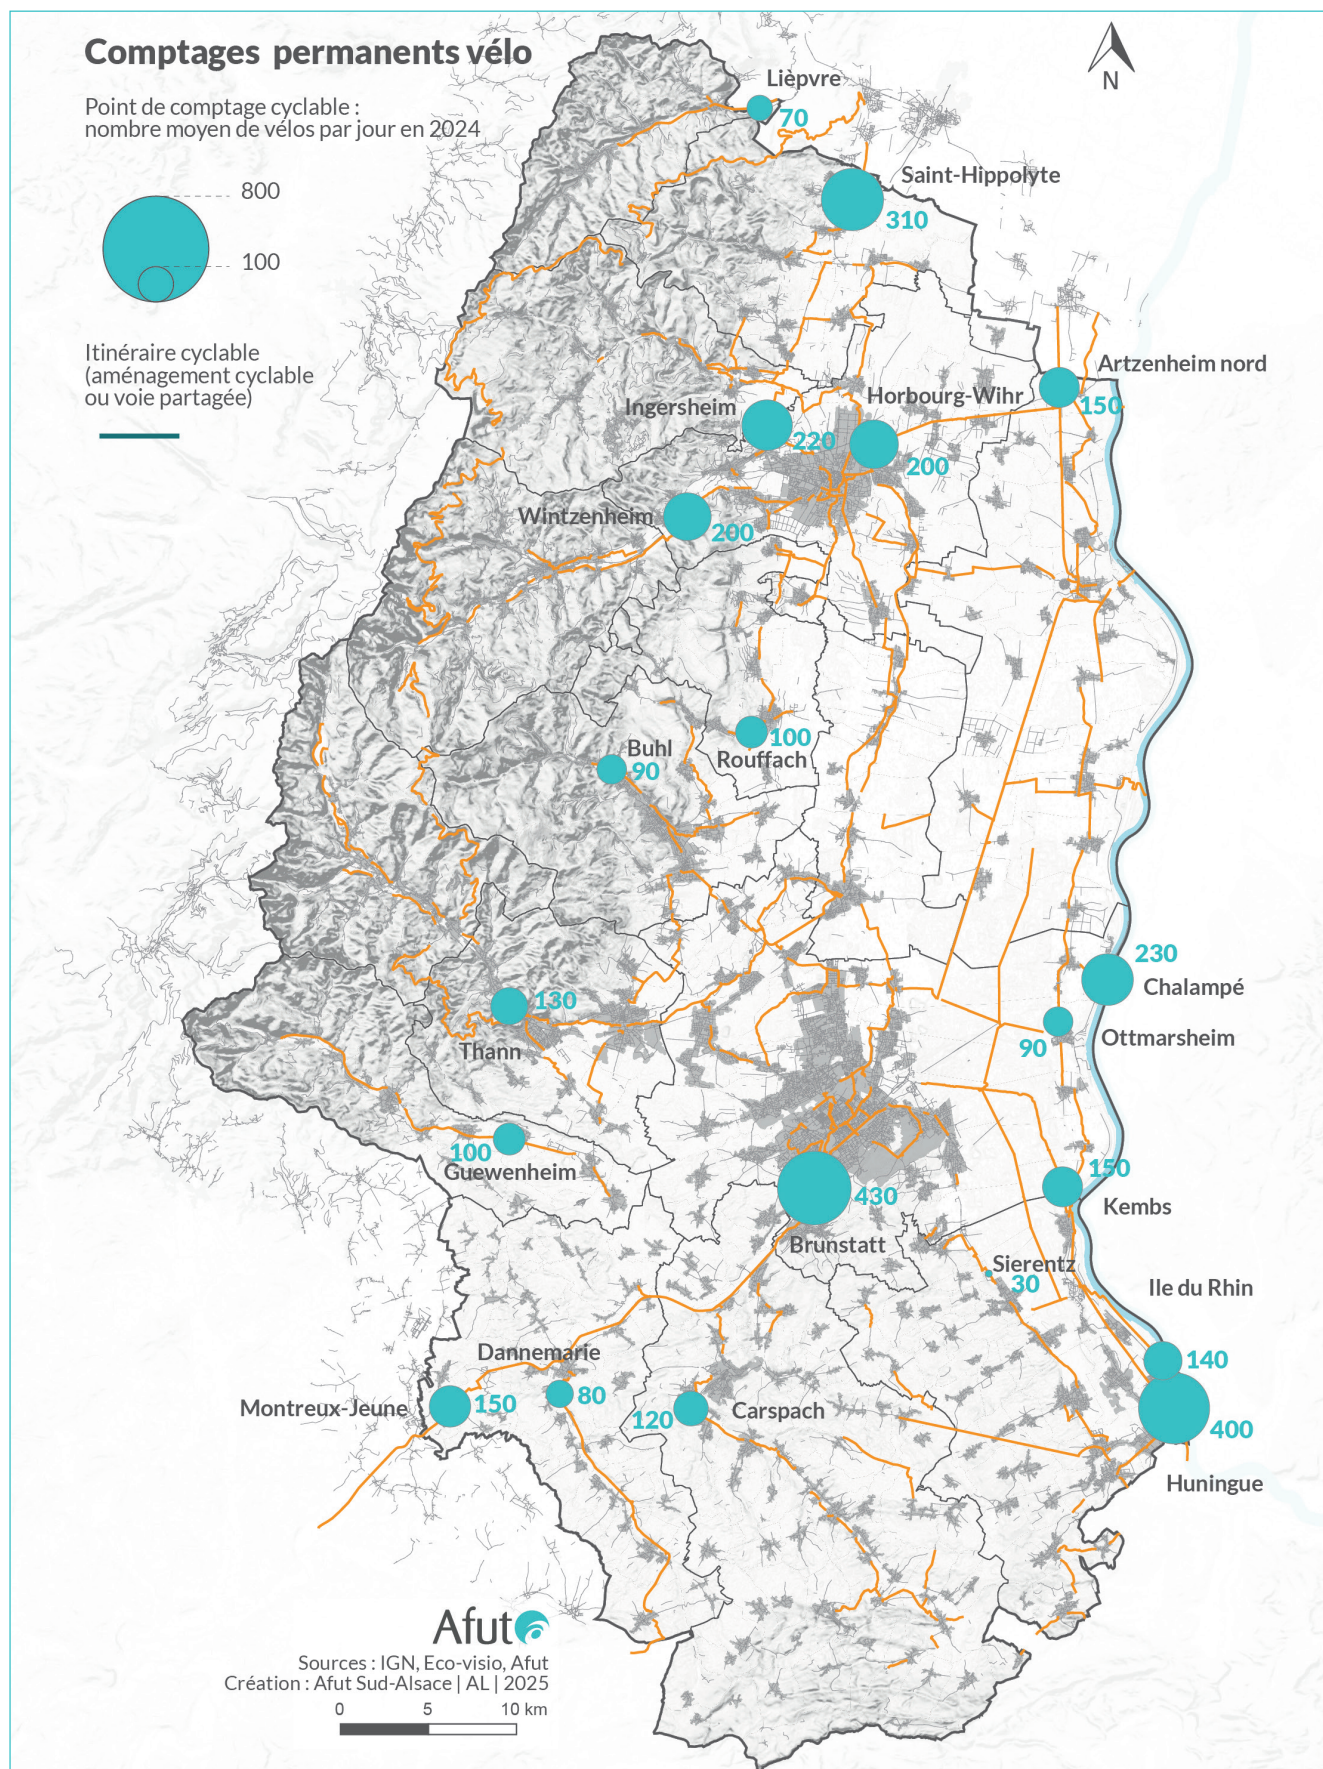 Comptages permanents vélo
Point de comptage cyclable :
nombre moyen de vélos par jour en 2024
800
100
Itinéraire cyclable
(aménagement cyclable
ou voie partagée)
N
Lièpvre
70
Saint-Hippolyte
310
Artzenheim nord
150
Horbourg-Wihr
200
Ingersheim
220
Wintzenheim
200
Rouffach
100
Buhl
90
230
Chalampé
Ottmarsheim
90
130
Thann
100
Guewenheim
150
Kembs
430
Brunstatt
Sierentz
30
Ile du Rhin
140
Dannemarie
80
Montreux-Jeune
150
120
Carspach
400
Huningue
Afut
Sources : IGN, Eco-visio, Afut
Création : Afut Sud-Alsace | AL | 2025
0 5 10 km